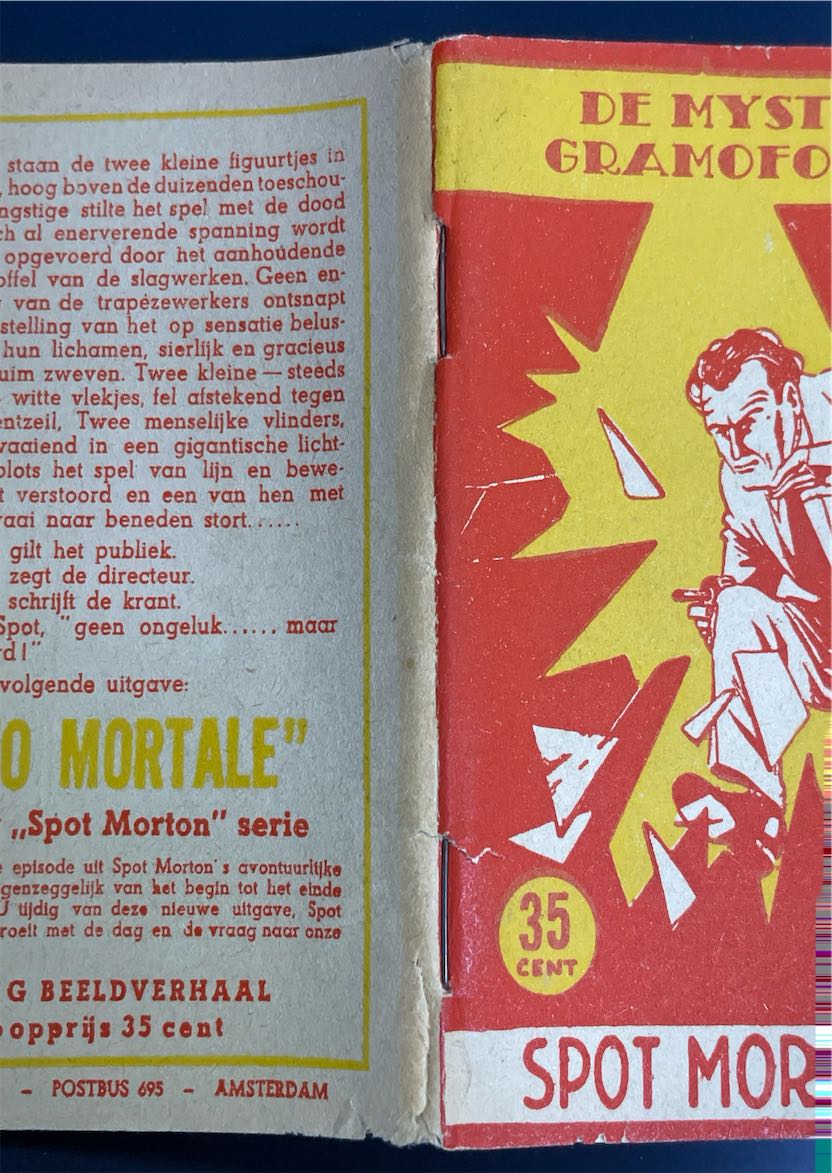 staan de twee kleine figuurtjes in
, hoog boven de duizenden toeschou-
ngstige stilte het spel met de dood
ch al enerverende spanning wordt
opgevoerd door het aanhoudende
offel van de slagwerken. Geen en-
van de trapézewerkers ontsnapt
stelling van het op sensatie belus-
hun lichamen, sierlijk en gracieus
uim zweven. Twee kleine — steeds
witte vlekjes, fel afstekend tegen
entzeil, Twee menselijke vlinders,
waaiend in een gigantische licht-
plots het spel van lijn en bewe-
t verstoord en een van hen met
vaai naar beneden stort......
gilt het publiek.
zegt de directeur.
schrijft de krant.
Spot, "geen ongeluk...... maar
rd!"
volgende uitgave:
O MORTALE"
„Spot Morton" serie
e episode uit Spot Morton's avontuurlijke
genzeggelijk van het begin tot het einde
U tijdig van deze nieuwe uitgave, Spot
roeit met de dag en de vraag naar onze
G BEELDVERHAAL
oopprijs 35 cent
- POSTBUS 695 - AMSTERDAM
DE MYST
GRAMOFO
35
CENT
SPOT MOR